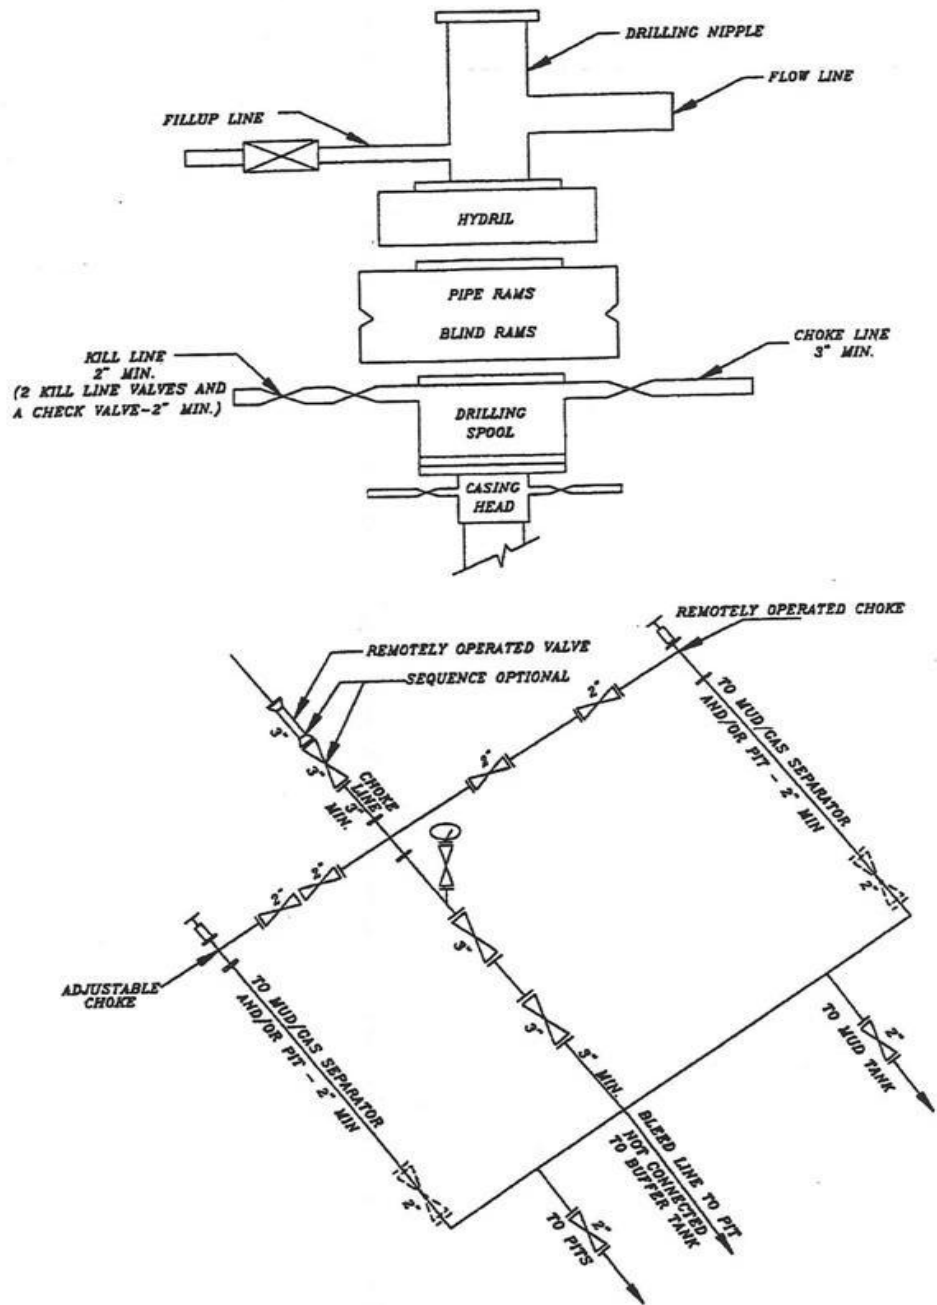 DRILLING NIPPLE
FLOW LINE
FILLUP LINE
HYDRIL
PIPE RAMS
BLIND RAMS
CHOKE LINE
3" MIN.
KILL LINE
2" MIN.
(2 KILL LINE VALVES AND
A CHECK VALVE-2" MIN.)
DRILLING
SPOOL
CASING
HEAD
REMOTELY OPERATED CHOKE
REMOTELY OPERATED VALVE
SEQUENCE OPTIONAL
3"
3"
CHOKE
LINE
3"
MIN.
2"
2"
TO MUD/GAS SEPARATOR
AND/OR PIT - 2" MIN
2"
2"
2"
3"
3"
3" MIN.
2"
ADJUSTABLE
CHOKE
TO MUD/GAS SEPARATOR
AND/OR PIT - 2" MIN
2"
2"
TO MUD TANK
BLEED LINE TO PIT
NOT CONNECTED
TO BUFFER TANK
2"
TO PITS